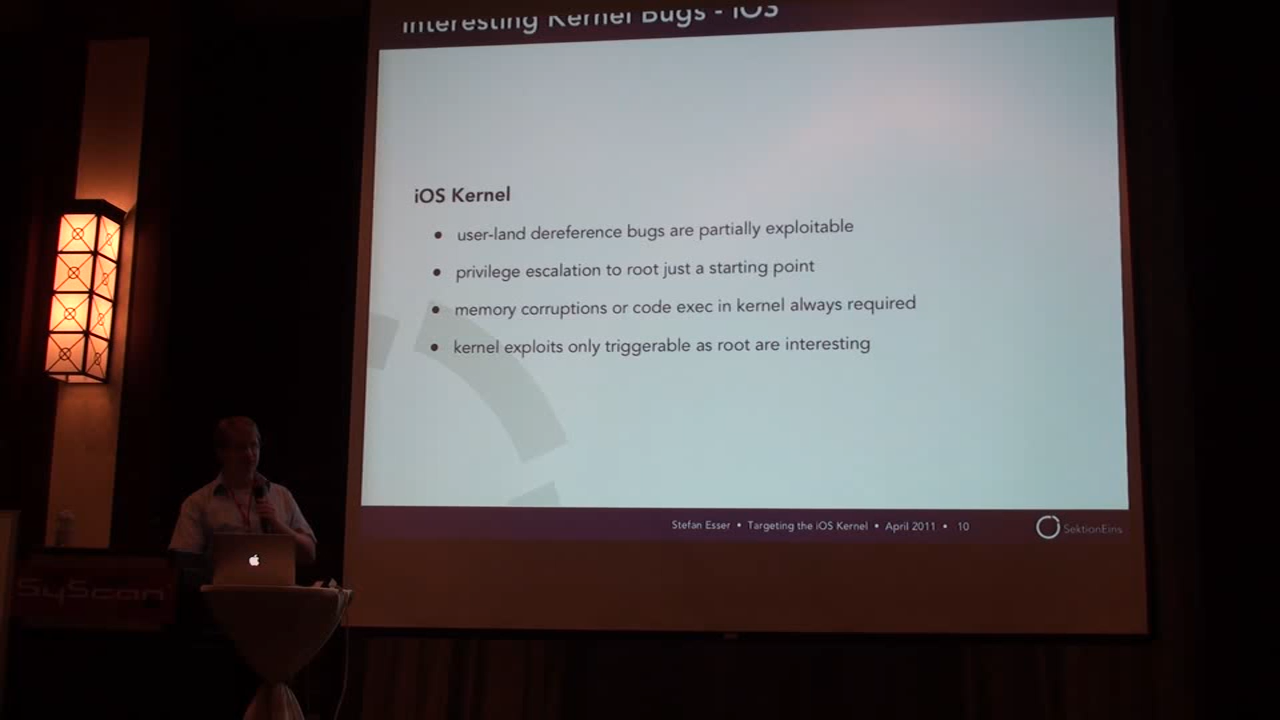 Interesting Kernel Bugs - iOS
iOS Kernel
• user-land dereference bugs are partially exploitable
• privilege escalation to root just a starting point
• memory corruptions or code exec in kernel always required
• kernel exploits only triggerable as root are interesting
Stefan Esser • Targeting the iOS Kernel • April 2011 • 10
SektionEins
SyScan